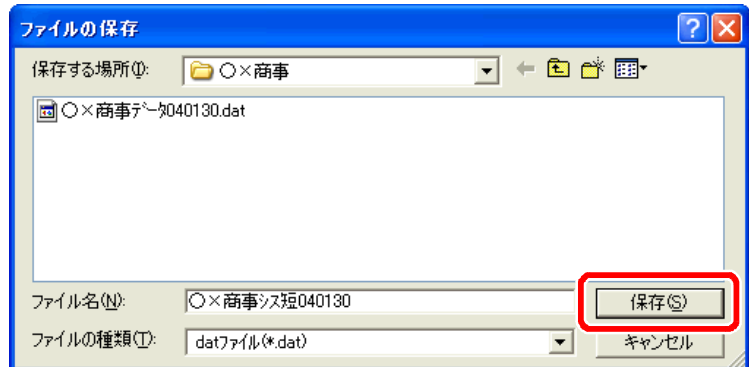 ファイルの保存
保存する場所(I): ○×商事
○×商事ﾃﾞｰﾀ040130.dat
ファイル名(N): ○×商事ｼｽ短040130 保存(S)
ファイルの種類(T): datﾌｧｲﾙ(*.dat) キャンセル